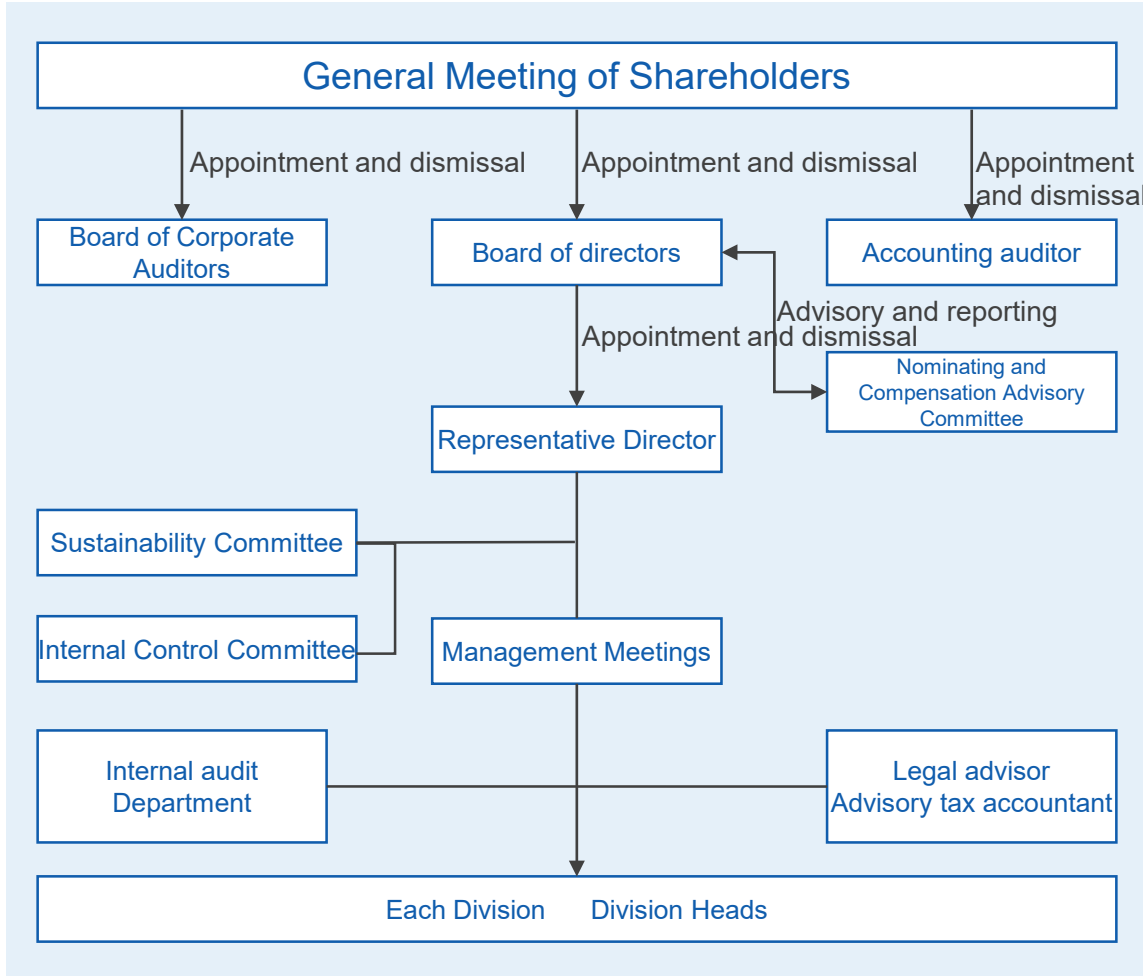 General Meeting of Shareholders
Appointment and dismissal
Appointment and dismissal
Appointment
and dismissal
Board of Corporate
Auditors
Board of directors
Accounting auditor
Advisory and reporting
Appointment and dismissal
Nominating and
Compensation Advisory
Committee
Representative Director
Sustainability Committee
Internal Control Committee
Management Meetings
Internal audit
Department
Legal advisor
Advisory tax accountant
Each Division Division Heads